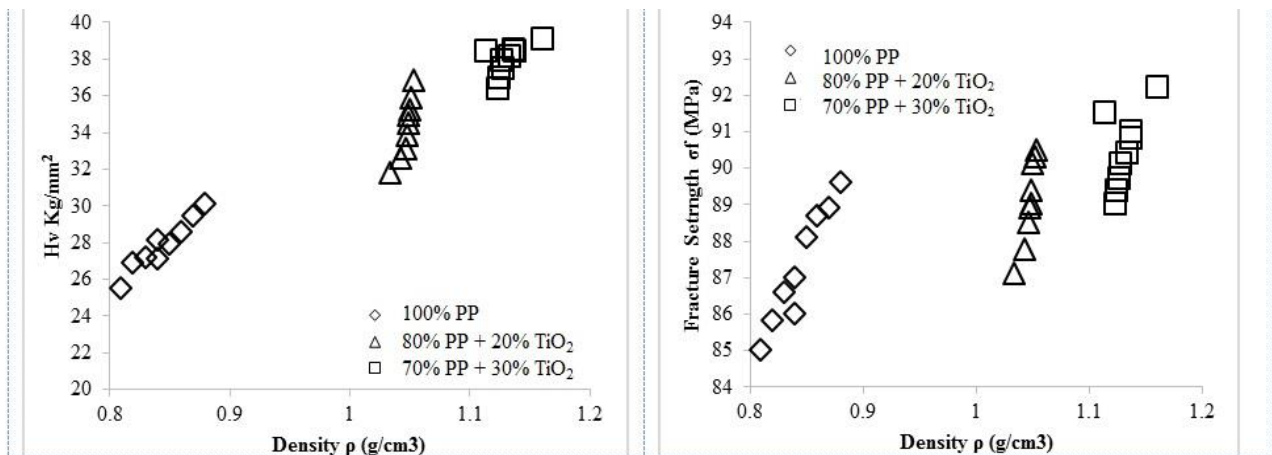 40
38
36
34
32
30
28
26
24
22
20
Hv Kg/mm²
100% PP
80% PP + 20% TiO₂
70% PP + 30% TiO₂
0.8 0.9 1 1.1 1.2
Density ρ (g/cm3)
94
93
92
91
90
89
88
87
86
85
84
Fracture Setrngth σf (MPa)
100% PP
80% PP + 20% TiO₂
70% PP + 30% TiO₂
0.8 0.9 1 1.1 1.2
Density ρ (g/cm3)